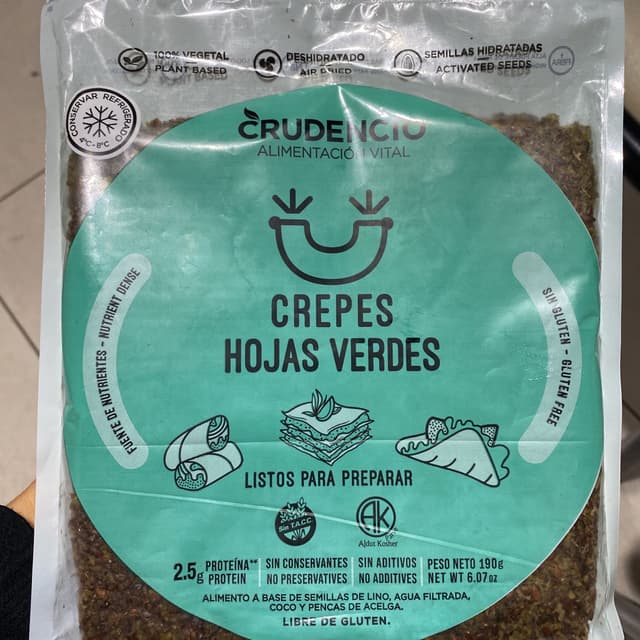 100% VEGETAL
PLANT BASED
DESHIDRATADO
AIR DRIED
SEMILLAS HIDRATADAS
ACTIVATED SEEDS
CONSERVAR REFRIGERADO
4°C-8°C
CRUDENCIO
ALIMENTACIÓN VITAL
FUENTE DE NUTRIENTES – NUTRIENT DENSE
SIN GLUTEN – GLUTEN FREE
CREPES
HOJAS VERDES
LISTOS PARA PREPARAR
Sin T.A.C.C.
AK
Ajdut Kosher
2.5g PROTEÍNA**
PROTEIN
SIN CONSERVANTES
NO PRESERVATIVES
SIN ADITIVOS
NO ADDITIVES
PESO NETO 190g
NET WT 6.07oz
ALIMENTO A BASE DE SEMILLAS DE LINO, AGUA FILTRADA,
COCO Y PENCAS DE ACELGA.
LIBRE DE GLUTEN.